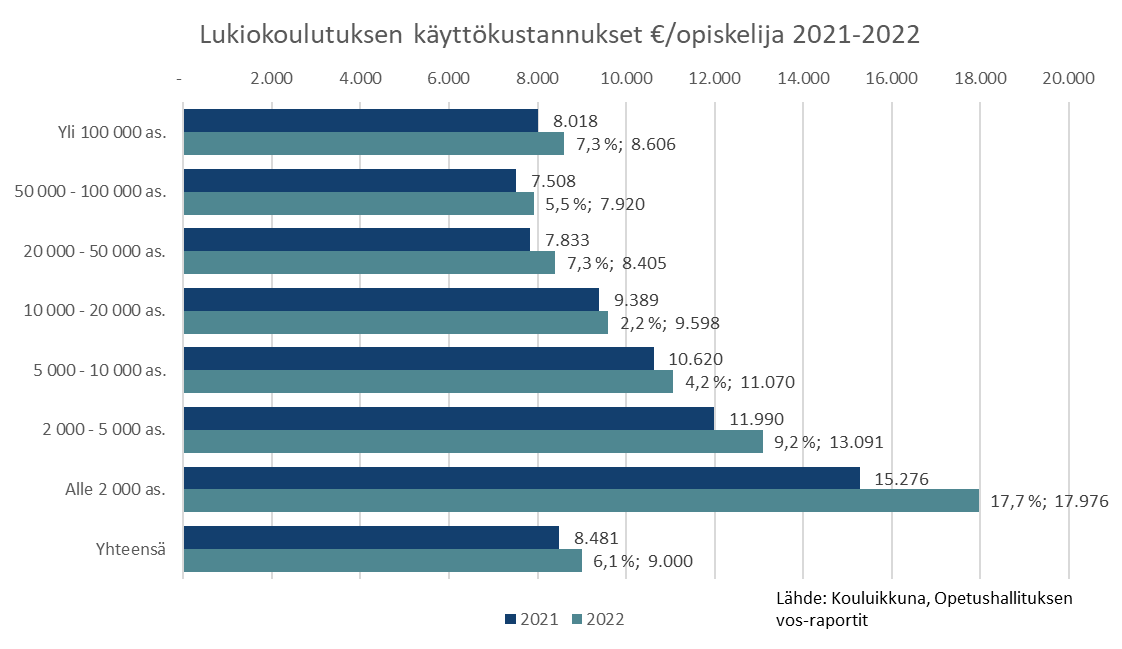 Lukiokoulutuksen käyttökustannukset €/opiskelija 2021-2022
- 2.000 4.000 6.000 8.000 10.000 12.000 14.000 16.000 18.000 20.000
Yli 100 000 as.
8.018
7,3 %; 8.606
50 000 - 100 000 as.
7.508
5,5 %; 7.920
20 000 - 50 000 as.
7.833
7,3 %; 8.405
10 000 - 20 000 as.
9.389
2,2 %; 9.598
5 000 - 10 000 as.
10.620
4,2 %; 11.070
2 000 - 5 000 as.
11.990
9,2 %; 13.091
Alle 2 000 as.
15.276
17,7 %; 17.976
Yhteensä
8.481
6,1 %; 9.000
2021 2022
Lähde: Kouluikkuna, Opetushallituksen
vos-raportit